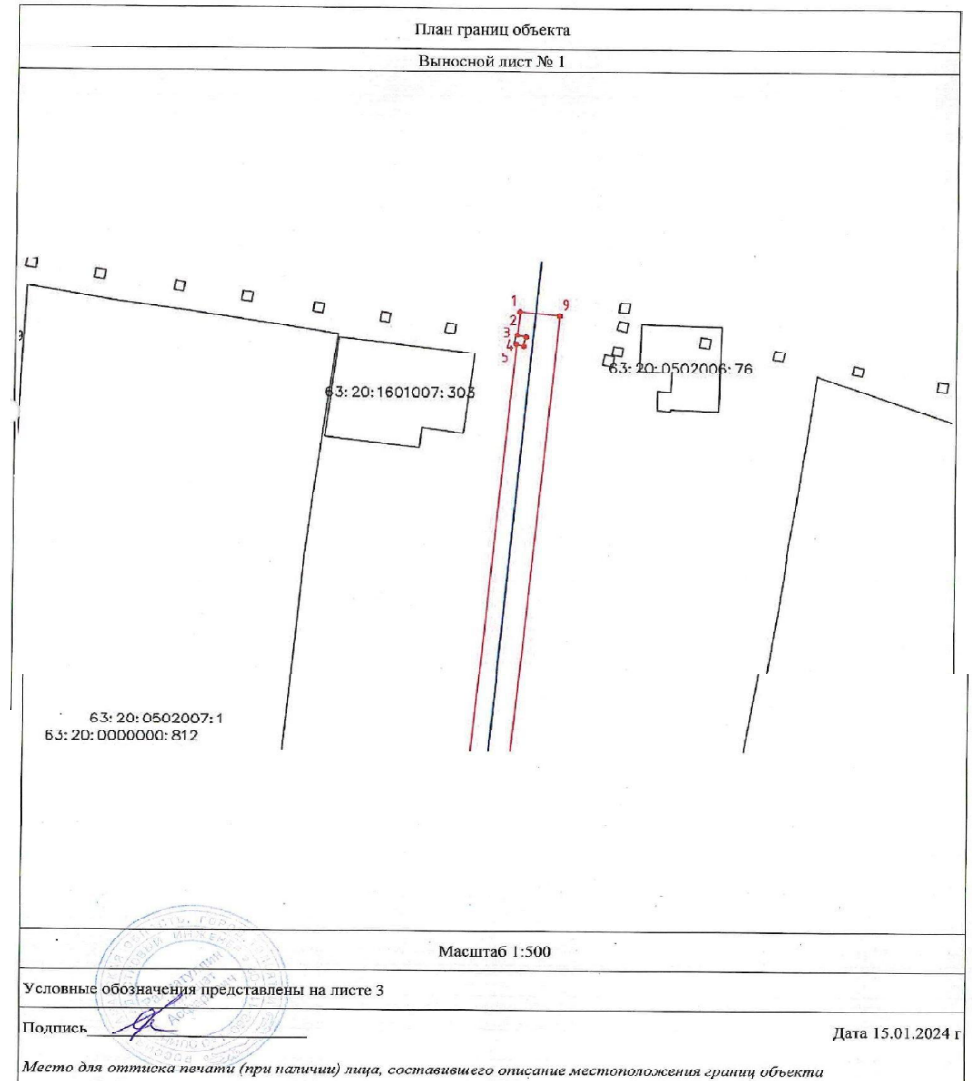 План границ объекта
Выносной лист № 1
1
9
2
3
4
5
63:20:1601007:303
63:20:0502006:76
63:20:0502007:1
63:20:0000000:812
Масштаб 1:500
Условные обозначения представлены на листе 3
Подпись
Дата 15.01.2024 г
Место для оттиска печати (при наличии) лица, составившего описание местоположения границ объекта